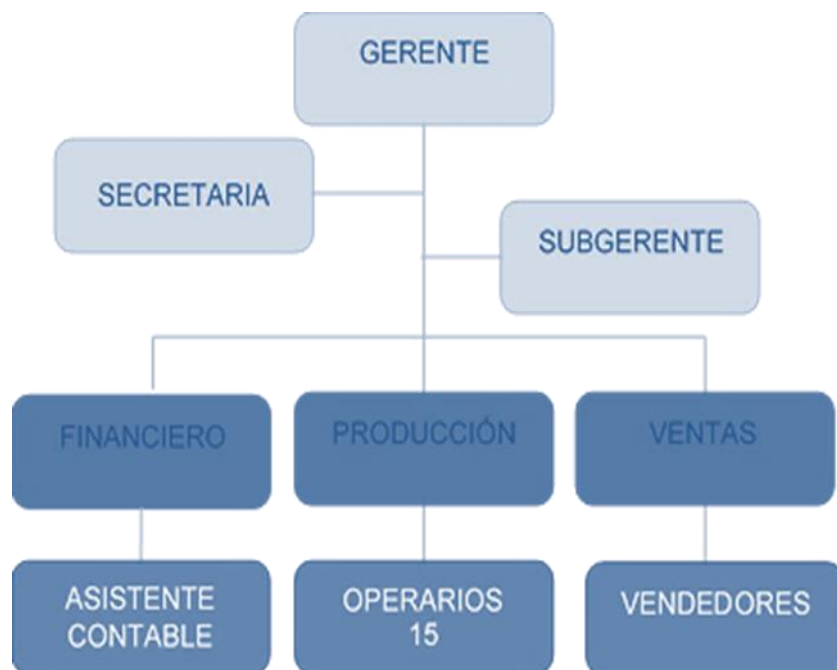 GERENTE
SECRETARIA
SUBGERENTE
FINANCIERO
PRODUCCIÓN
VENTAS
ASISTENTE
CONTABLE
OPERARIOS
15
VENDEDORES